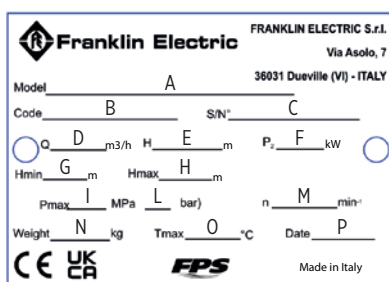 Franklin Electric
FRANKLIN ELECTRIC S.r.l.
Via Asolo, 7
36031 Dueville (VI) - ITALY
Model A
Code B S/N° C
Q D m3/h H E m P₂ F kW
Hmin G m Hmax H m
Pmax I MPa L bar) n M min⁻¹
Weight N kg Tmax O °C Date P
CE UK CA FPS Made in Italy